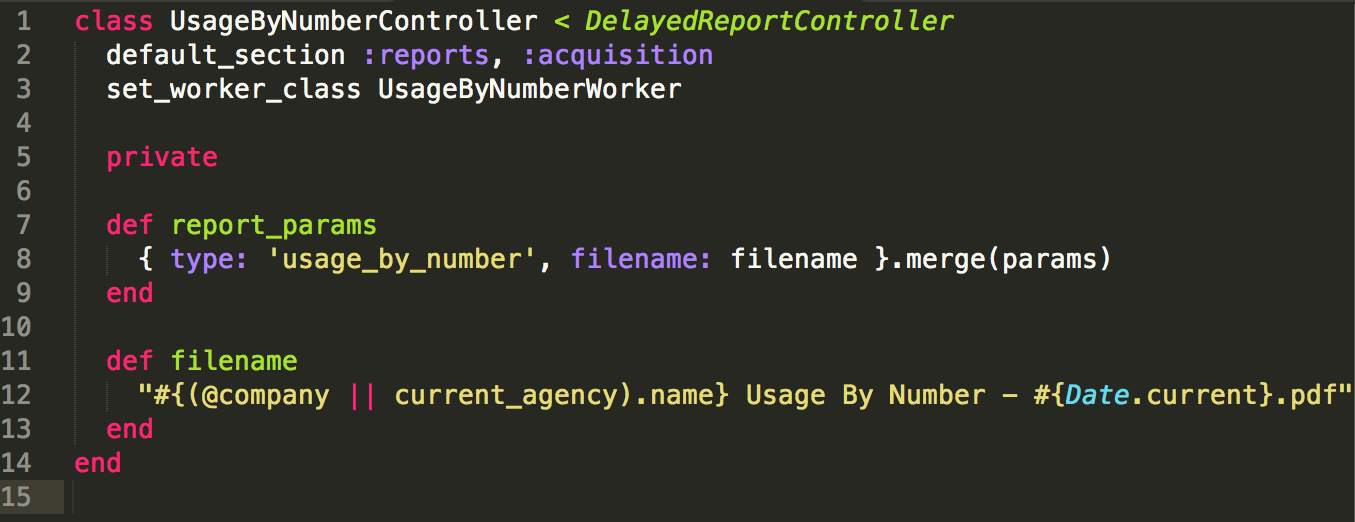 1 class UsageByNumberController < DelayedReportController
2 default_section :reports, :acquisition
3 set_worker_class UsageByNumberWorker
4
5 private
6
7 def report_params
8 { type: 'usage_by_number', filename: filename }.merge(params)
9 end
10
11 def filename
12 "#{(@company || current_agency).name} Usage By Number – #{Date.current}.pdf"
13 end
14 end
15